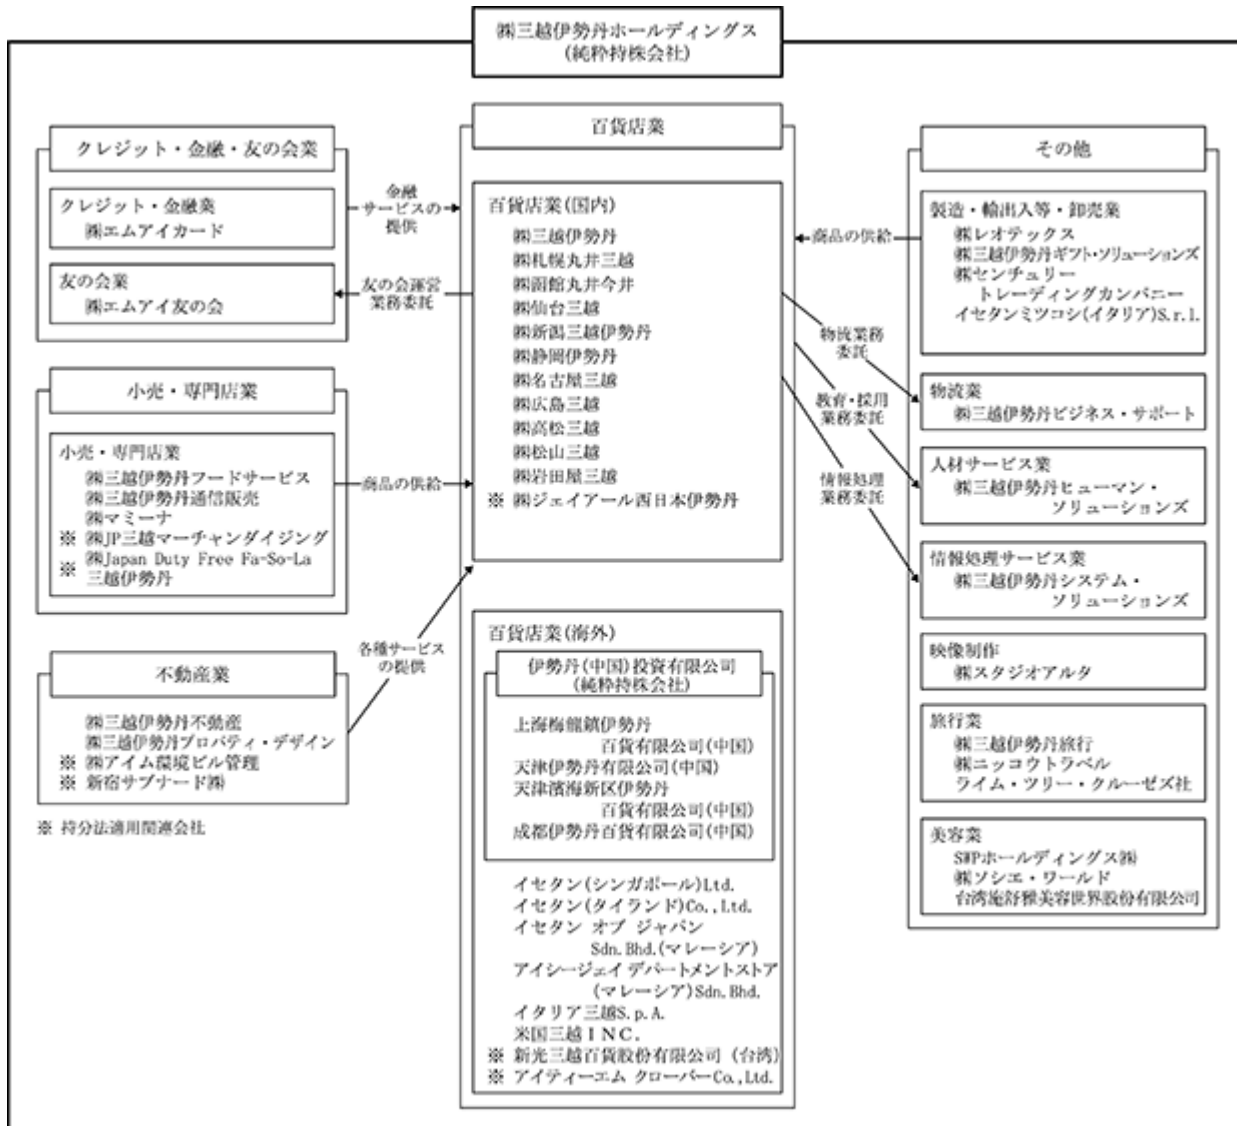 ㈱三越伊勢丹ホールディングス
(純粋持株会社)
クレジット・金融・友の会業
クレジット・金融業
㈱エムアイカード
友の会業
㈱エムアイ友の会
金融
サービスの
提供
友の会運営
業務委託
小売・専門店業
小売・専門店業
㈱三越伊勢丹フードサービス
㈱三越伊勢丹通信販売
㈱マミーナ
※ ㈱JP三越マーチャンダイジング
※ ㈱Japan Duty Free Fa-So-La
三越伊勢丹
商品の供給
不動産業
㈱三越伊勢丹不動産
㈱三越伊勢丹プロパティ・デザイン
※ ㈱アイム環境ビル管理
※ 新宿サブナード㈱
各種サービス
の提供
※ 持分法適用関連会社
百貨店業
百貨店業(国内)
㈱三越伊勢丹
㈱札幌丸井三越
㈱函館丸井今井
㈱仙台三越
㈱新潟三越伊勢丹
㈱静岡伊勢丹
㈱名古屋三越
㈱広島三越
㈱高松三越
㈱松山三越
㈱岩田屋三越
※ ㈱ジェイアール西日本伊勢丹
百貨店業(海外)
伊勢丹(中国)投資有限公司
(純粋持株会社)
上海梅龍鎮伊勢丹
百貨有限公司(中国)
天津伊勢丹有限公司(中国)
天津濱海新区伊勢丹
百貨有限公司(中国)
成都伊勢丹百貨有限公司(中国)
イセタン(シンガポール)Ltd.
イセタン(タイランド)Co.,Ltd.
イセタン オブ ジャパン
Sdn.Bhd.(マレーシア)
アイシージェイ デパートメントストア
(マレーシア)Sdn.Bhd.
イタリア三越S.p.A.
米国三越ＩＮＣ.
※ 新光三越百貨股份有限公司 (台湾)
※ アイティーエム クローバーCo.,Ltd.
商品の供給
物流業務
委託
教育・採用
業務委託
情報処理
業務委託
その他
製造・輸出入等・卸売業
㈱レオテックス
㈱三越伊勢丹ギフト・ソリューションズ
㈱センチュリー
トレーディングカンパニー
イセタンミツコシ(イタリア)S.r.l.
物流業
㈱三越伊勢丹ビジネス・サポート
人材サービス業
㈱三越伊勢丹ヒューマン・
ソリューションズ
情報処理サービス業
㈱三越伊勢丹システム・
ソリューションズ
映像制作
㈱スタジオアルタ
旅行業
㈱三越伊勢丹旅行
㈱ニッコウトラベル
ライム・ツリー・クルーゼズ社
美容業
SWPホールディングス㈱
㈱ソシエ・ワールド
台湾施舒雅美容世界股份有限公司